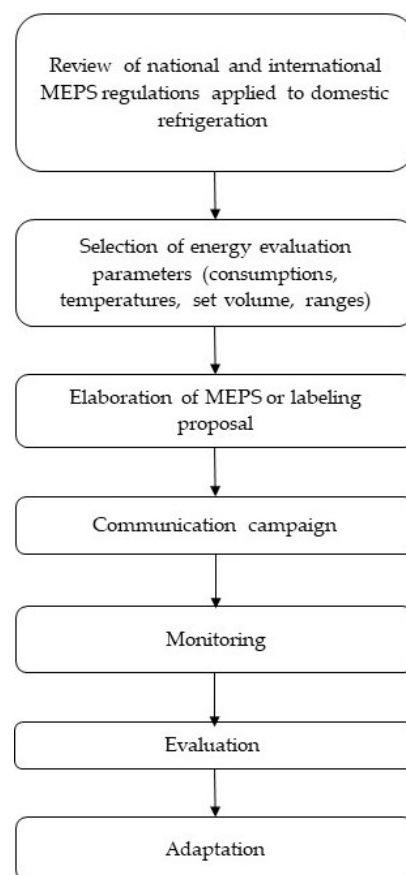 Review of national and international
MEPS regulations applied to domestic
refrigeration
Selection of energy evaluation
parameters (consumptions,
temperatures, set volume, ranges)
Elaboration of MEPS or labeling
proposal
Communication campaign
Monitoring
Evaluation
Adaptation